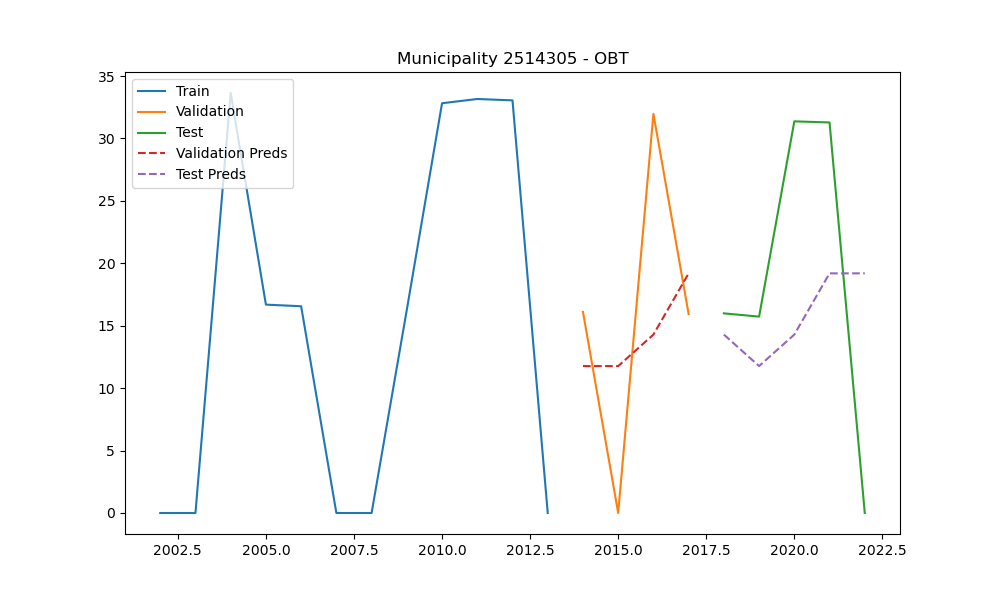 Municipality 2514305 - OBT
Train
Validation
Test
Validation Preds
Test Preds
35
30
25
20
15
10
5
0
2002.5 2005.0 2007.5 2010.0 2012.5 2015.0 2017.5 2020.0 2022.5